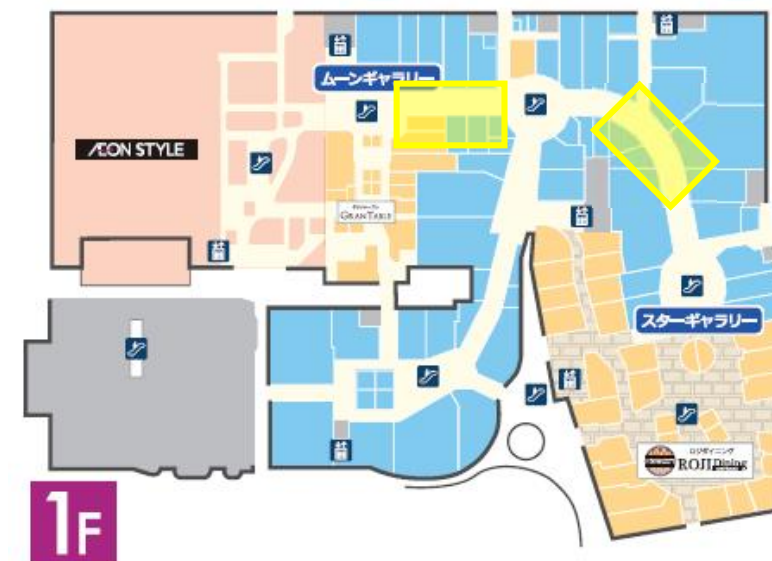 ムーンギャラリー
ÆON STYLE
GRAN TABLE
スターギャラリー
ロジダイニング
ROJI Dining
1F